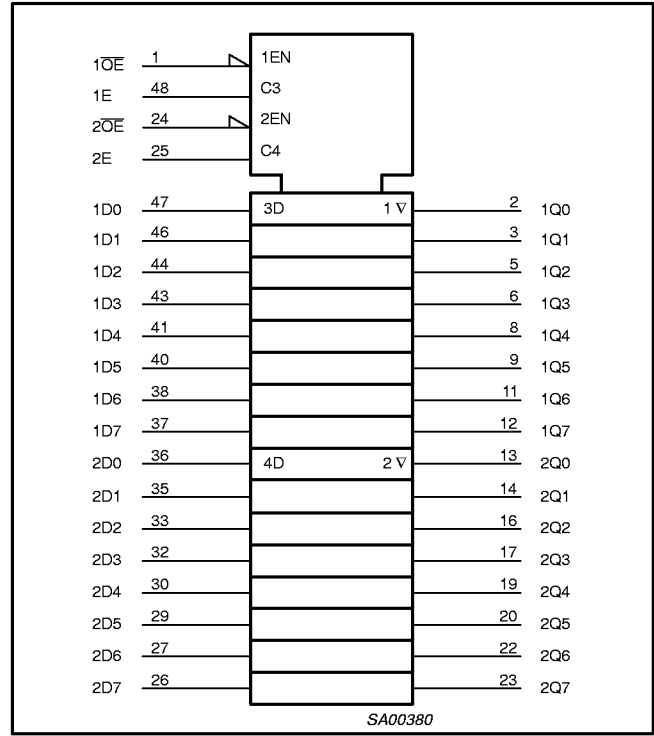 1O̅E̅ 1 1EN
1E 48 C3
2O̅E̅ 24 2EN
2E 25 C4
1D0 47 3D 1 ∇ 2 1Q0
1D1 46 3 1Q1
1D2 44 5 1Q2
1D3 43 6 1Q3
1D4 41 8 1Q4
1D5 40 9 1Q5
1D6 38 11 1Q6
1D7 37 12 1Q7
2D0 36 4D 2 ∇ 13 2Q0
2D1 35 14 2Q1
2D2 33 16 2Q2
2D3 32 17 2Q3
2D4 30 19 2Q4
2D5 29 20 2Q5
2D6 27 22 2Q6
2D7 26 23 2Q7
SA00380